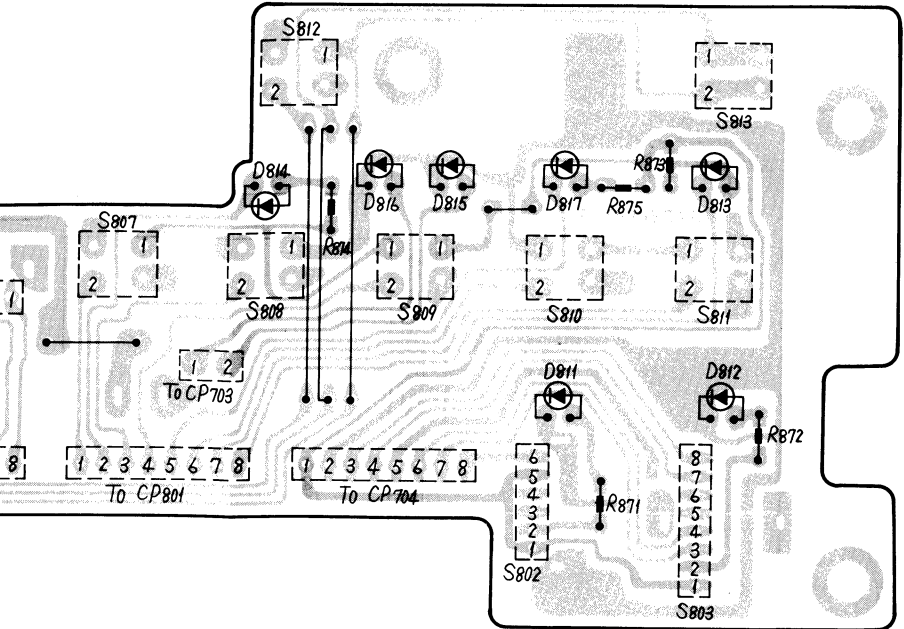 S812
1
2
1
2
S813
D814
D816
D815
D817
R873
R875
D813
S807
1
2
R874
1
2
S808
1
1
2
S809
1
2
S810
1
2
S811
1
1 2
To CP703
D811
D812
R872
8
1 2 3 4 5 6 7 8
To CP801
1 2 3 4 5 6 7 8
To CP704
6
5
4
3
2
1
S802
R871
8
7
6
5
4
3
2
1
S803